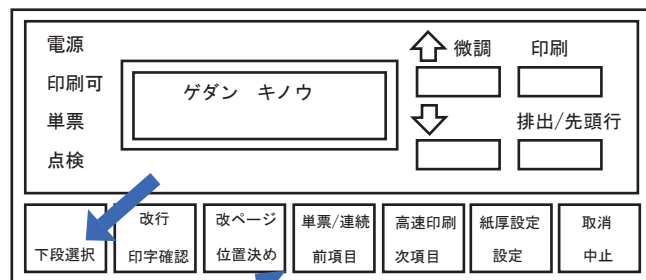 電源
印刷可
単票
点検
ゲダン キノウ
微調 印刷
排出/先頭行
下段選択
改行
印字確認
改ページ
位置決め
単票/連続
前項目
高速印刷
次項目
紙厚設定
設定
取消
中止